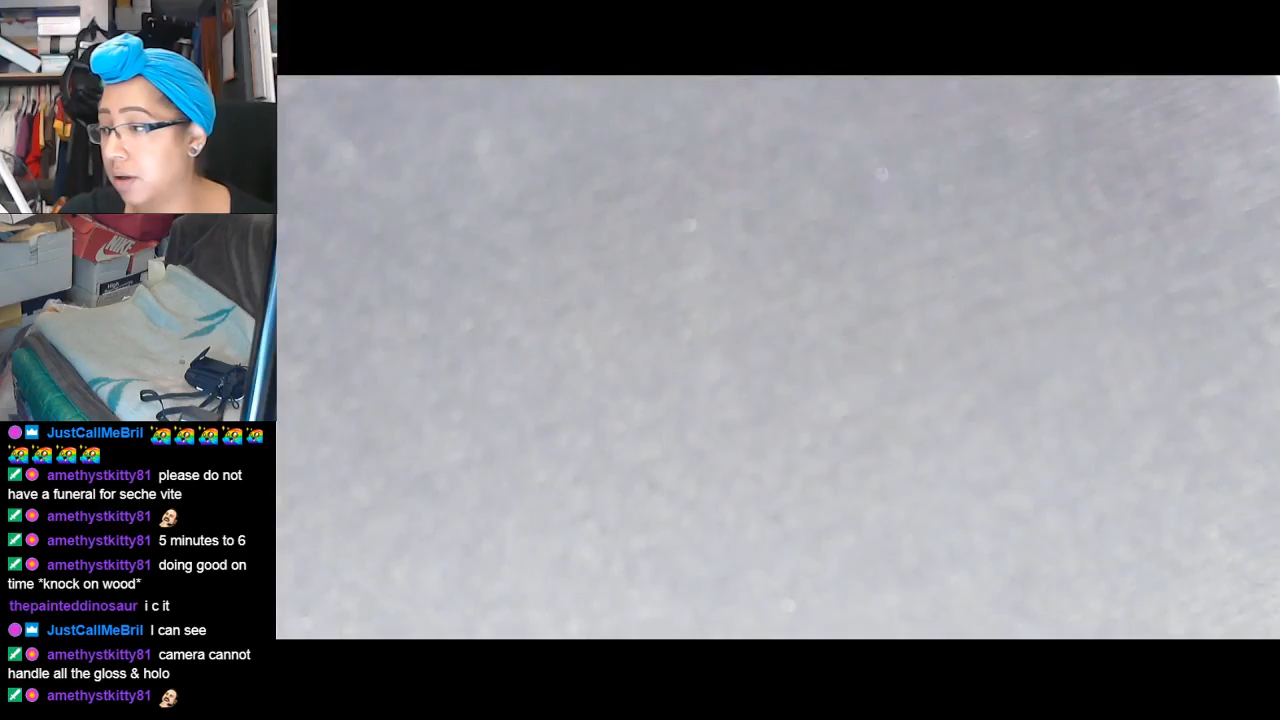 NIKE
JustCallMeBril
amethystkitty81 please do not
have a funeral for seche vite
amethystkitty81
amethystkitty81 5 minutes to 6
amethystkitty81 doing good on
time *knock on wood*
thepainteddinosaur i c it
JustCallMeBril I can see
amethystkitty81 camera cannot
handle all the gloss & holo
amethystkitty81